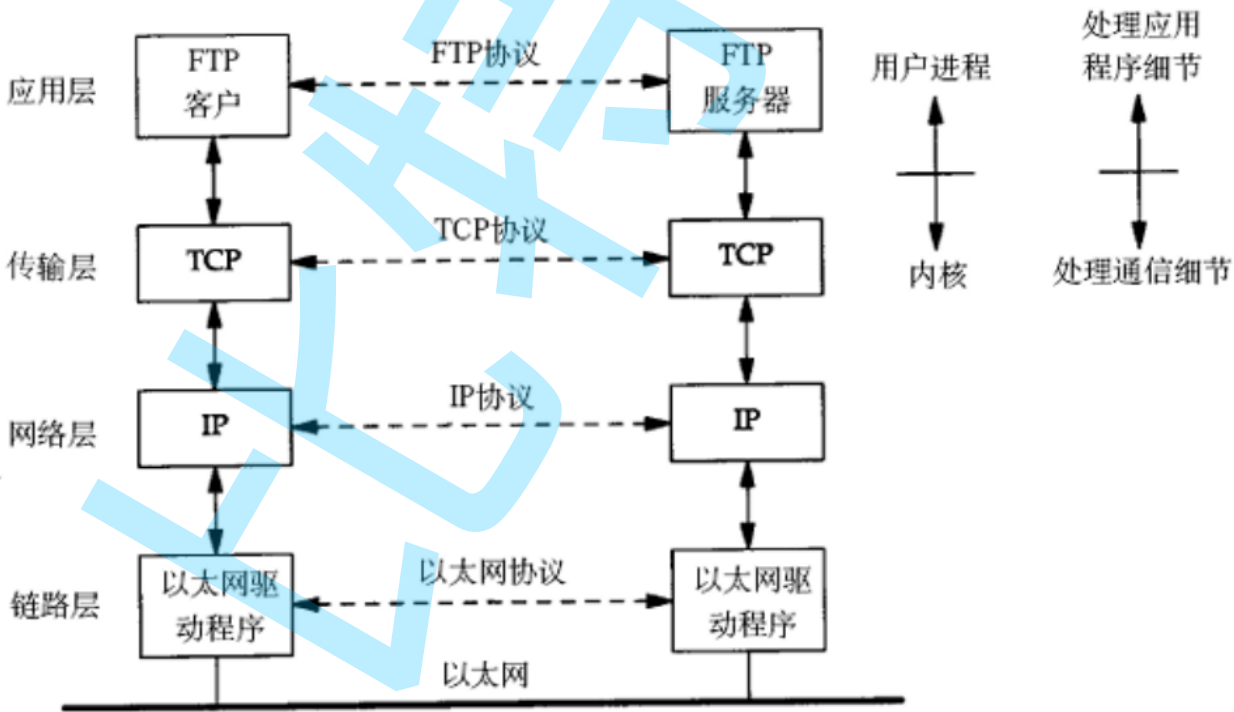 处理应用
程序细节
用户进程
内核
处理通信细节
应用层
FTP
客户
FTP协议
FTP
服务器
传输层
TCP
TCP协议
TCP
网络层
IP
IP协议
IP
链路层
以太网驱
动程序
以太网协议
以太网驱
动程序
以太网